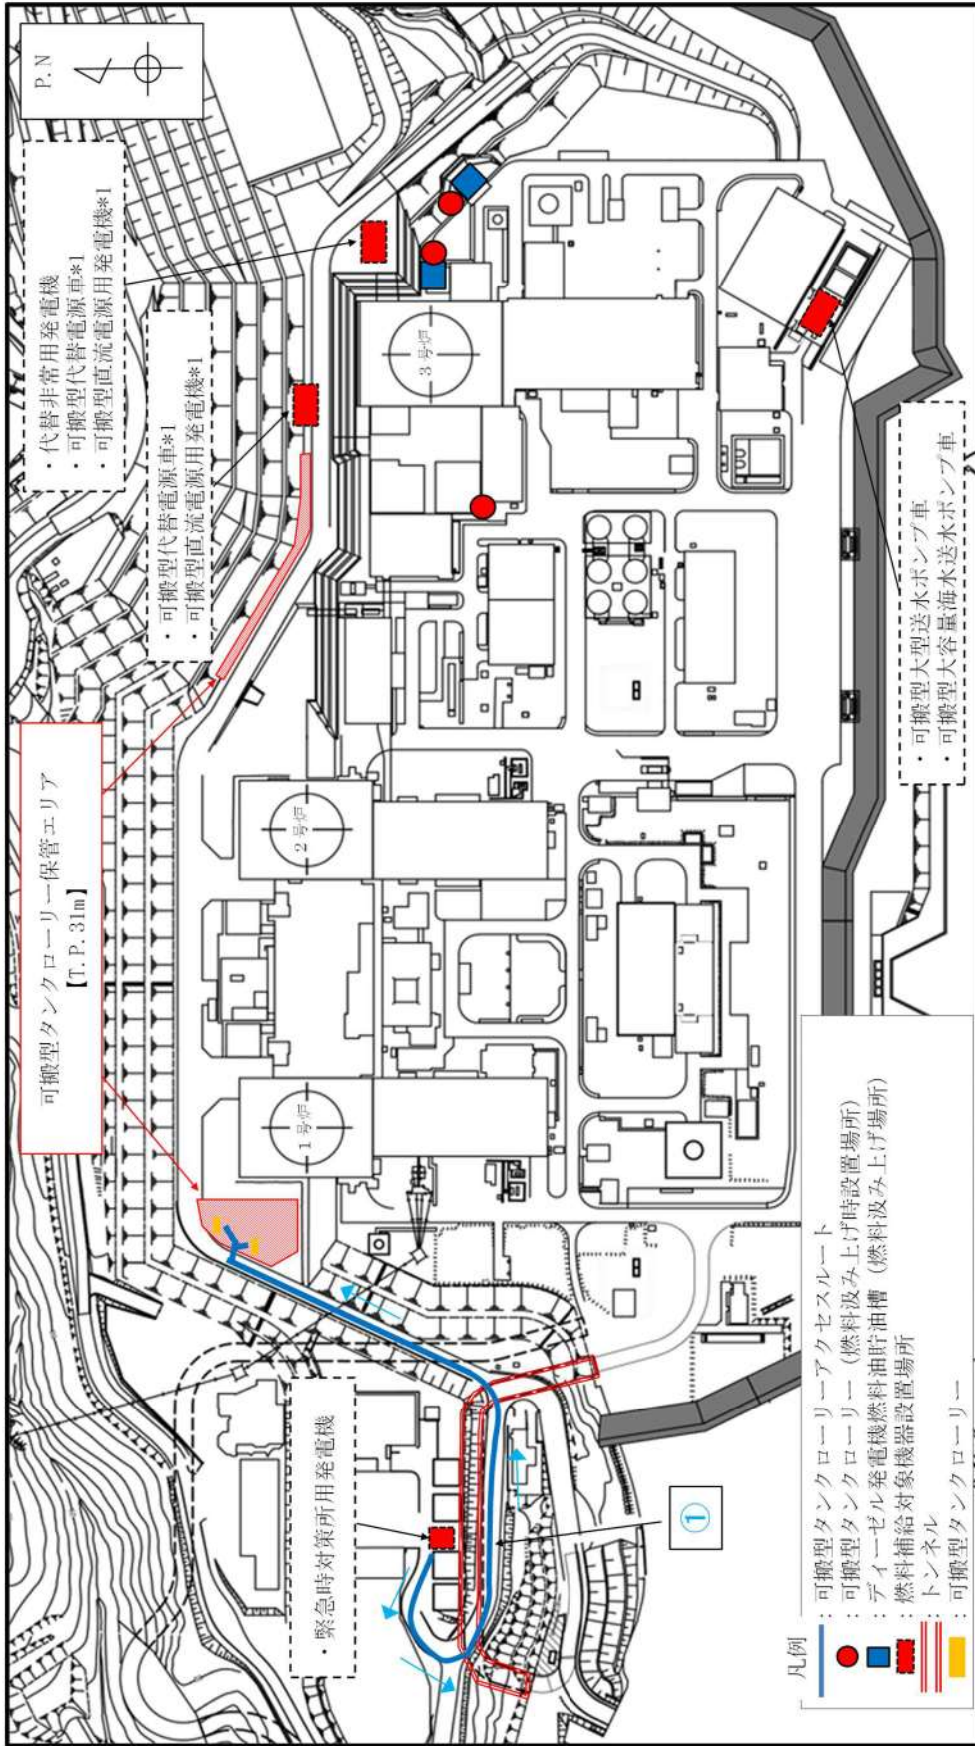 P.N
・代替非常用発電機
・可搬型代替電源車*1
・可搬型直流電源用発電機*1
・可搬型代替電源車*1
・可搬型直流電源用発電機*1
可搬型タンクローリー保管エリア
【T.P.31m】
3号炉
2号炉
1号炉
・緊急時対策所用発電機
①
・可搬型大型送水ポンプ車
・可搬型大容量海水送水ポンプ車
凡例
：可搬型タンクローリーアクセスルート
：可搬型タンクローリー（燃料汲み上げ時設置場所）
：ディーゼル発電機燃料油貯油槽（燃料汲み上げ場所）
：燃料補給対象機器設置場所
：トンネル
：可搬型タンクローリー